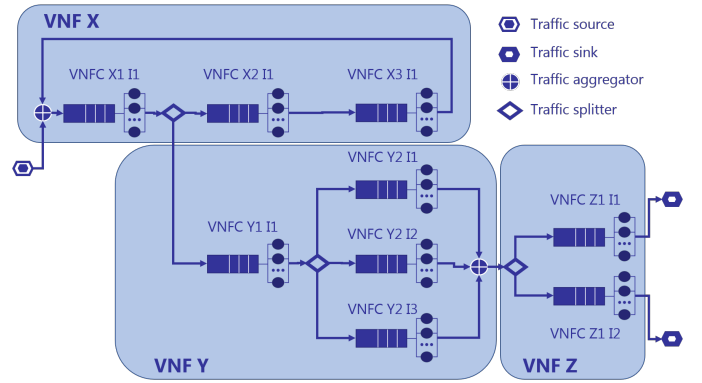 VNF X
Traffic source
Traffic sink
Traffic aggregator
Traffic splitter
VNFC X1 I1
VNFC X2 I1
VNFC X3 I1
VNFC Y2 I1
VNFC Y1 I1
VNFC Y2 I2
VNFC Y2 I3
VNF Y
VNFC Z1 I1
VNFC Z1 I2
VNF Z